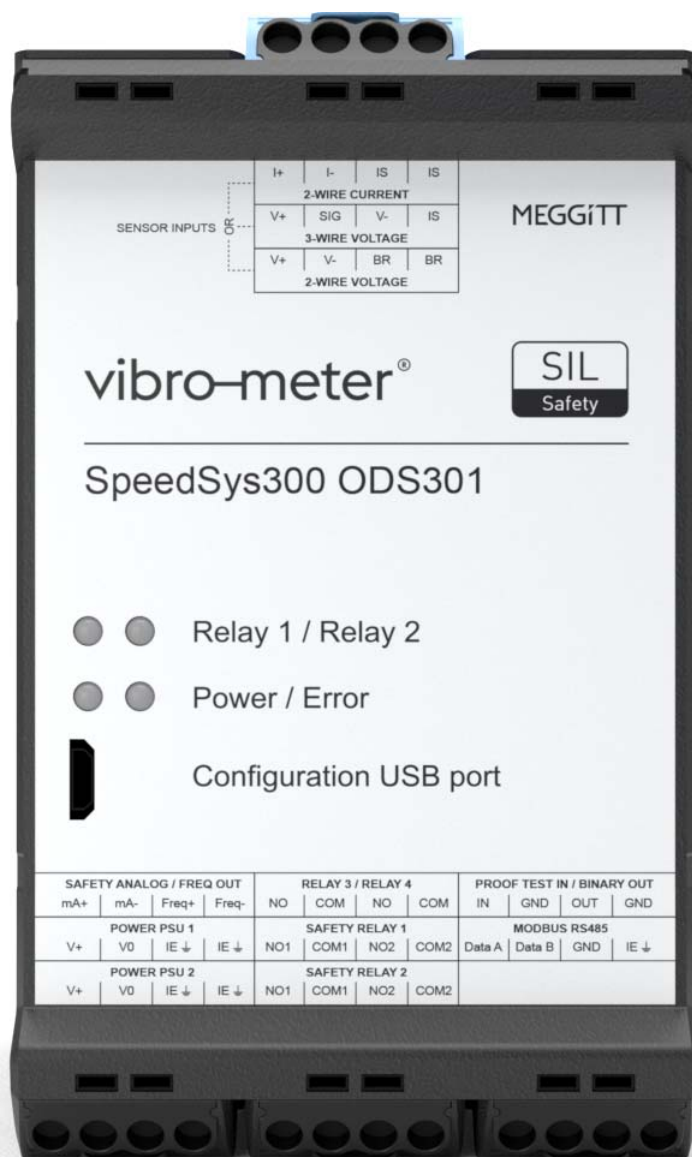 I+ I- IS IS
2-WIRE CURRENT
SENSOR INPUTS OR V+ SIG V- IS
3-WIRE VOLTAGE
V+ V- BR BR
2-WIRE VOLTAGE
MEGGiTT
vibro-meter®
SIL
Safety
SpeedSys300 ODS301
Relay 1 / Relay 2
Power / Error
Configuration USB port
SAFETY ANALOG / FREQ OUT RELAY 3 / RELAY 4 PROOF TEST IN / BINARY OUT
mA+ mA- Freq+ Freq- NO COM NO COM IN GND OUT GND
POWER PSU 1 SAFETY RELAY 1 MODBUS RS485
V+ V0 IE IE NO1 COM1 NO2 COM2 Data A Data B GND IE
POWER PSU 2 SAFETY RELAY 2
V+ V0 IE IE NO1 COM1 NO2 COM2